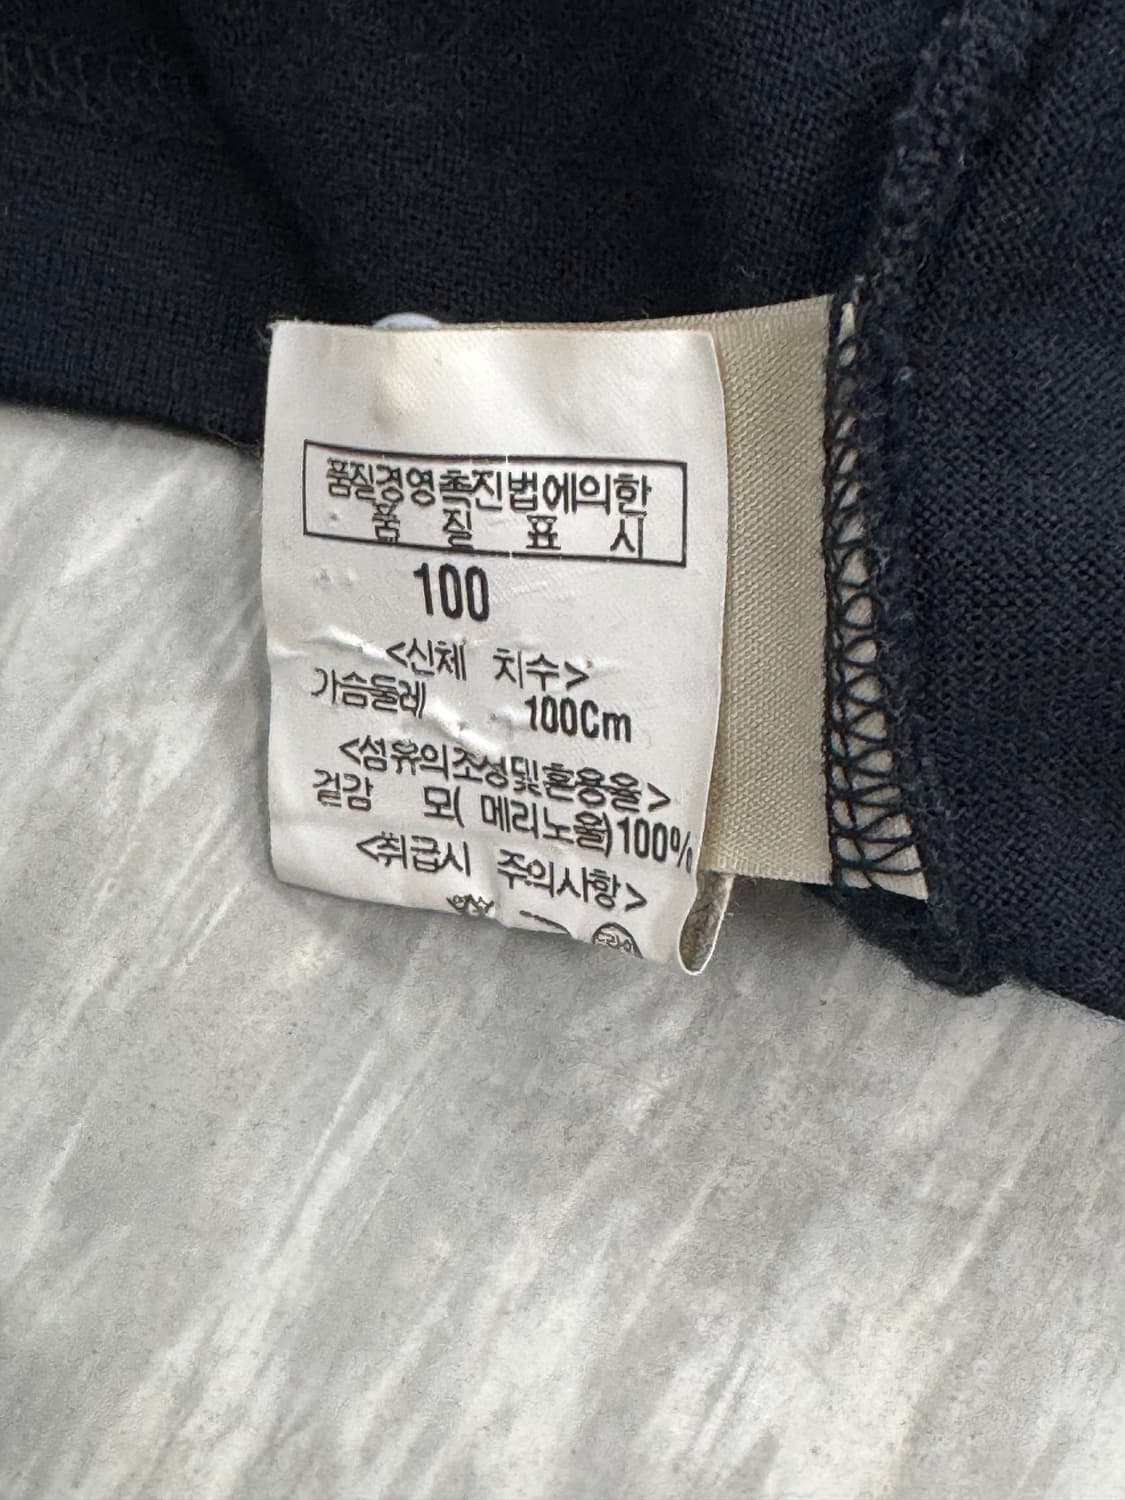 품질경영촉진법에의한
품 질 표 시
100
<신체 치수>
가슴둘레 100Cm
<섬유의조성및혼용율>
겉감 모( 메리노울)100%
<취급시 주의사항>